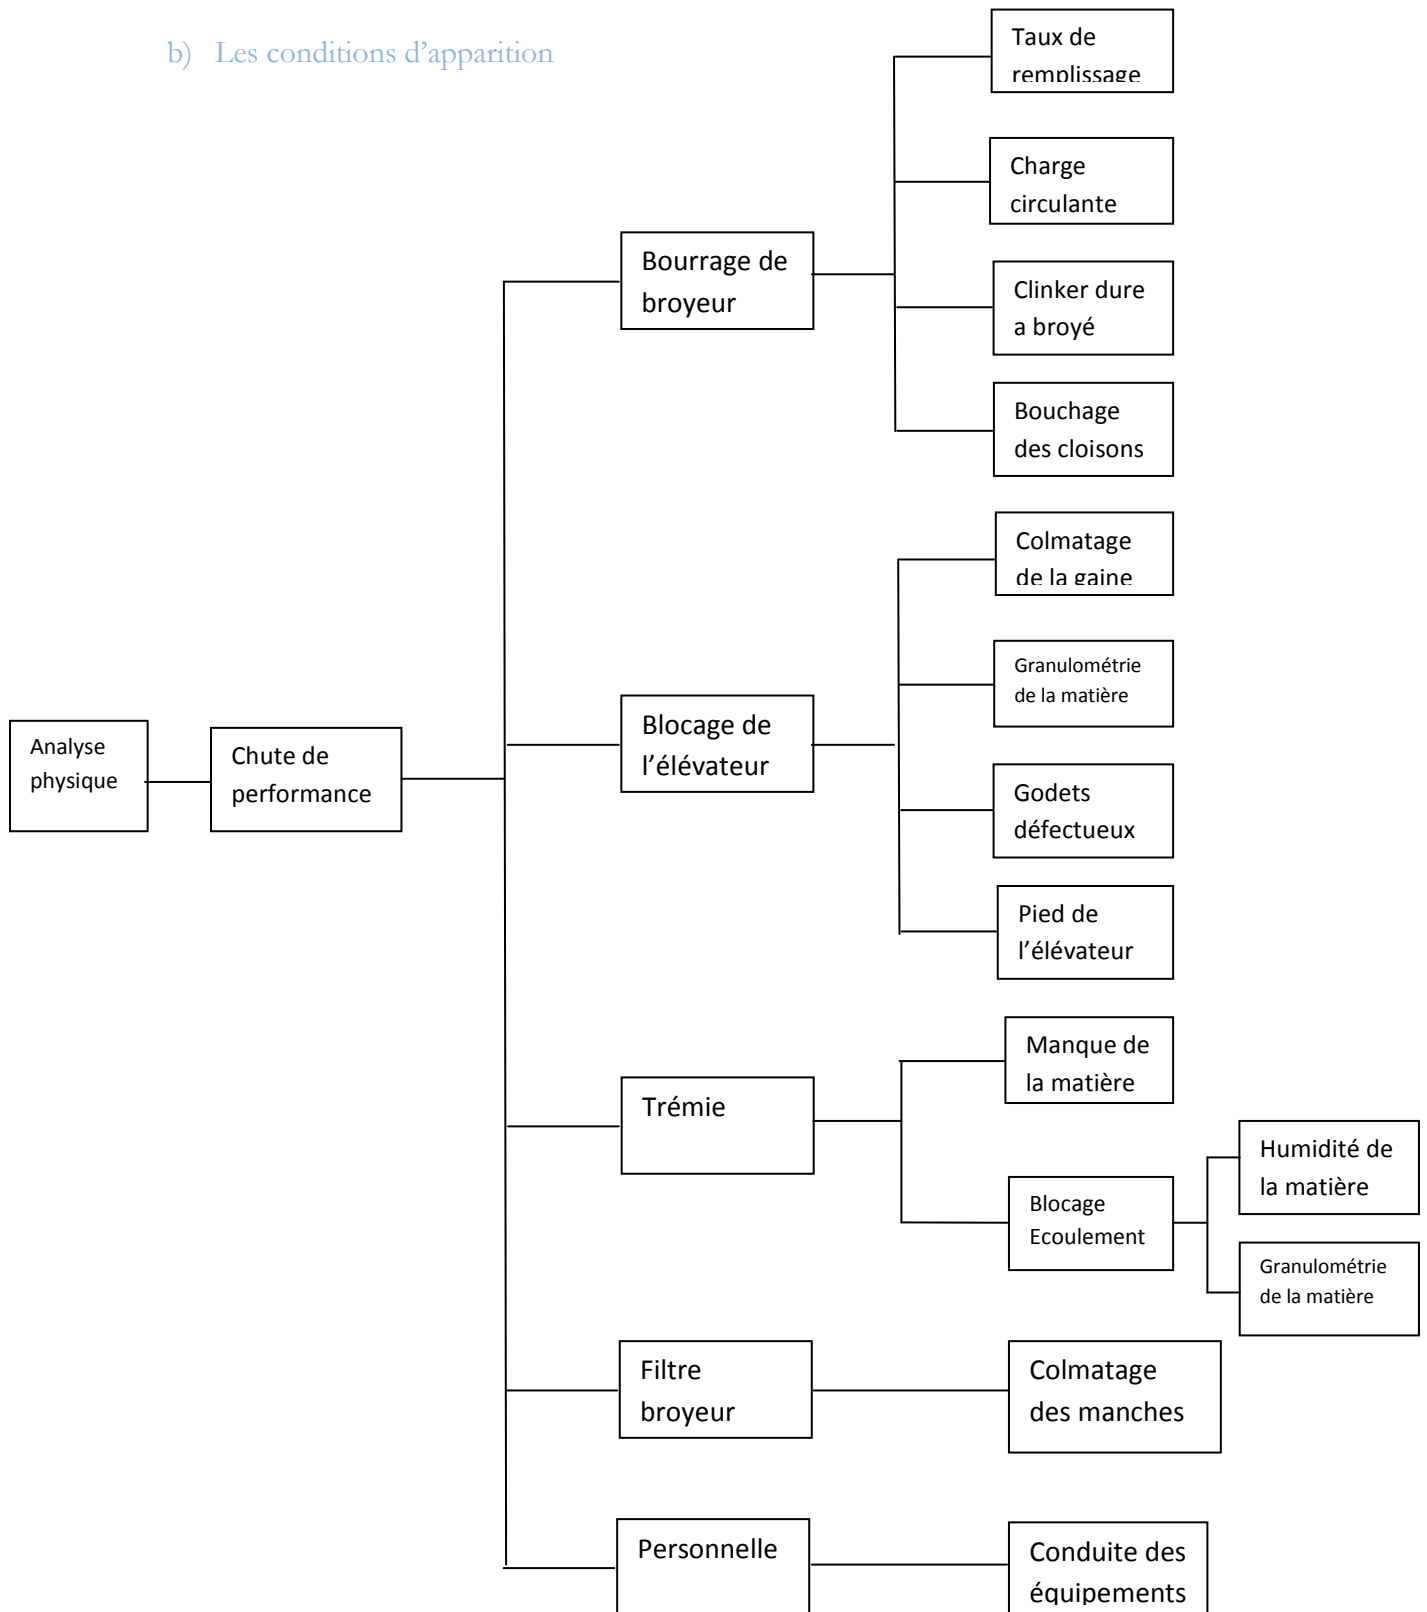 b) Les conditions d’apparition
Taux de
remplissage
Charge
circulante
Bourrage de
broyeur
Clinker dure
a broyé
Bouchage
des cloisons
Colmatage
de la gaine
Granulométrie
de la matière
Analyse
physique
Chute de
performance
Blocage de
l’élévateur
Godets
défectueux
Pied de
l’élévateur
Manque de
la matière
Trémie
Blocage
Ecoulement
Humidité de
la matière
Granulométrie
de la matière
Filtre
broyeur
Colmatage
des manches
Personnelle
Conduite des
équipements